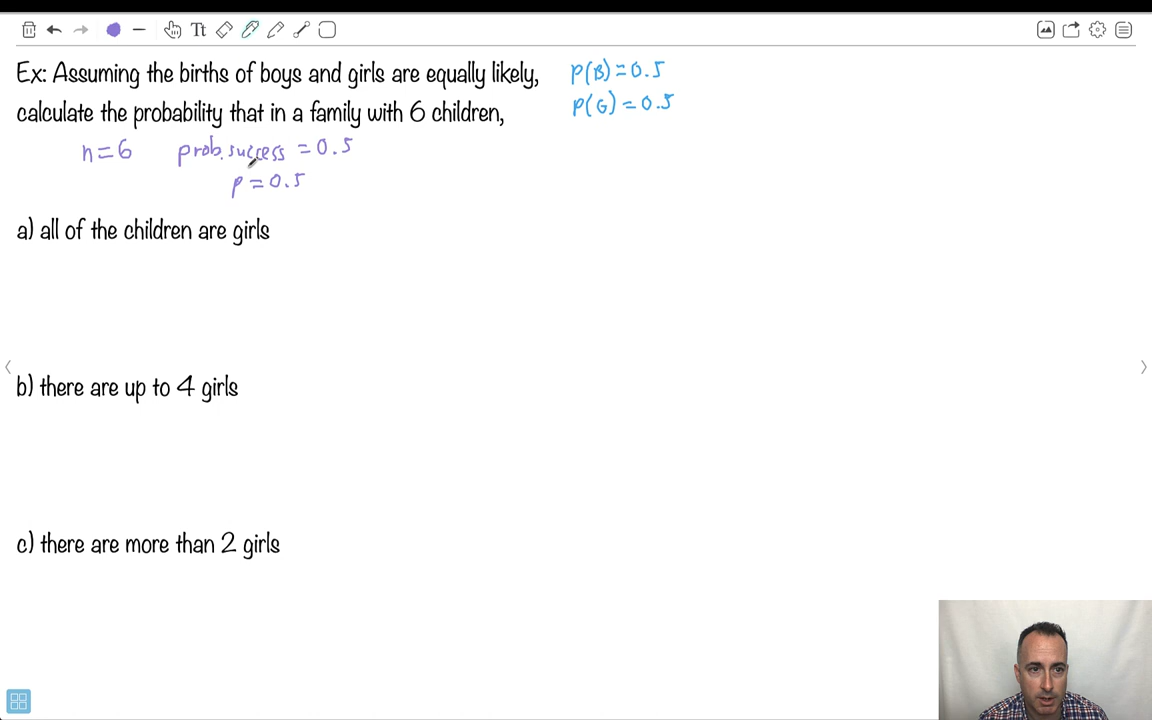 Tt
Ex: Assuming the births of boys and girls are equally likely,
calculate the probability that in a family with 6 children,
P(B) = 0.5
P(G) = 0.5
n = 6 prob. success = 0.5
p = 0.5
a) all of the children are girls
b) there are up to 4 girls
c) there are more than 2 girls